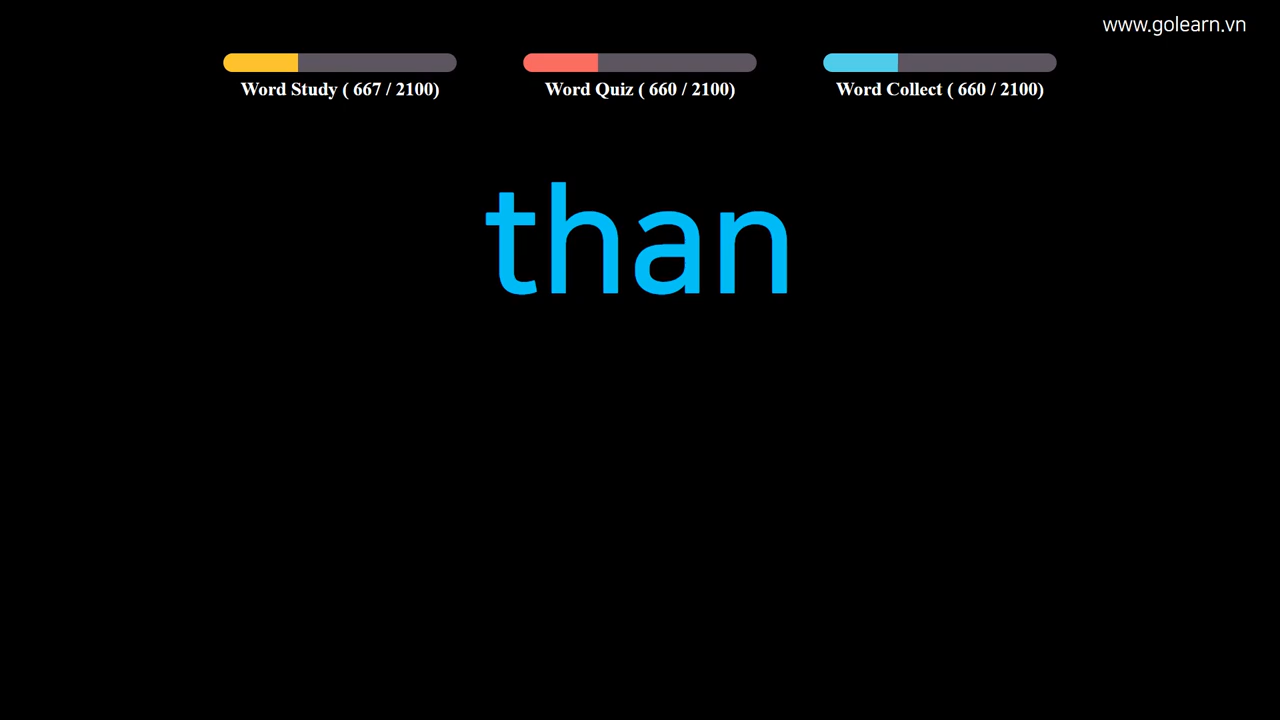 www.golearn.vn
Word Study ( 667 / 2100)
Word Quiz ( 660 / 2100)
Word Collect ( 660 / 2100)
than